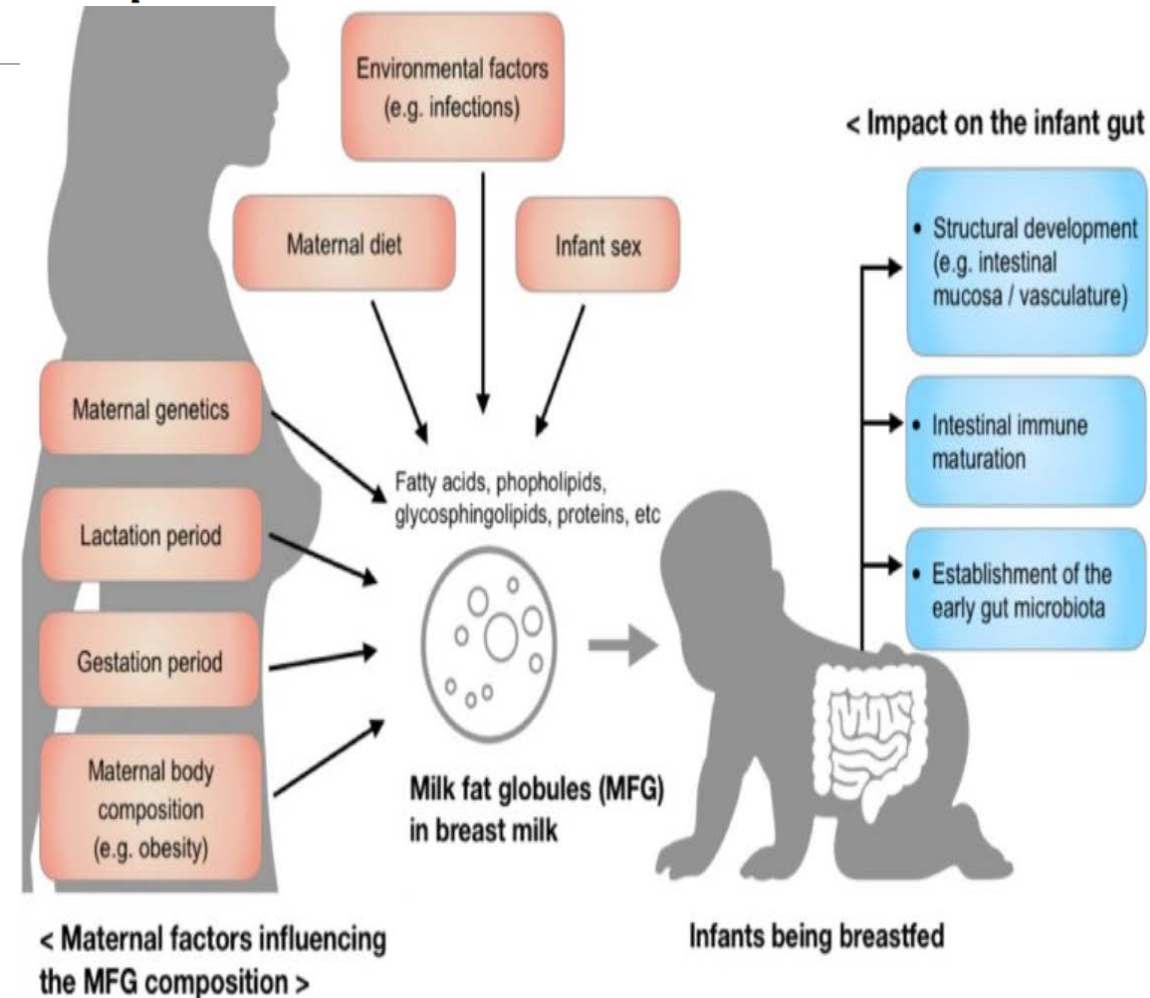 Environmental factors
(e.g. infections)
< Impact on the infant gut
Maternal diet
Infant sex
• Structural development
(e.g. intestinal
mucosa / vasculature)
Maternal genetics
• Intestinal immune
maturation
Fatty acids, phopholipids,
glycosphingolipids, proteins, etc
Lactation period
• Establishment of the
early gut microbiota
Gestation period
Maternal body
composition
(e.g. obesity)
Milk fat globules (MFG)
in breast milk
< Maternal factors influencing
the MFG composition >
Infants being breastfed